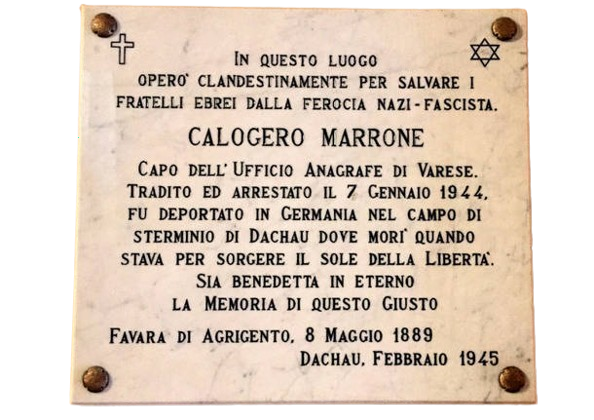 In questo luogo
operò clandestinamente per salvare i
fratelli ebrei dalla ferocia nazi-fascista.
CALOGERO MARRONE
Capo dell'Ufficio Anagrafe di Varese.
Tradito ed arrestato il 7 Gennaio 1944,
fu deportato in Germania nel campo di
sterminio di Dachau dove morì quando
stava per sorgere il sole della Libertà.
Sia benedetta in eterno
la Memoria di questo Giusto
Favara di Agrigento, 8 Maggio 1889
Dachau, Febbraio 1945